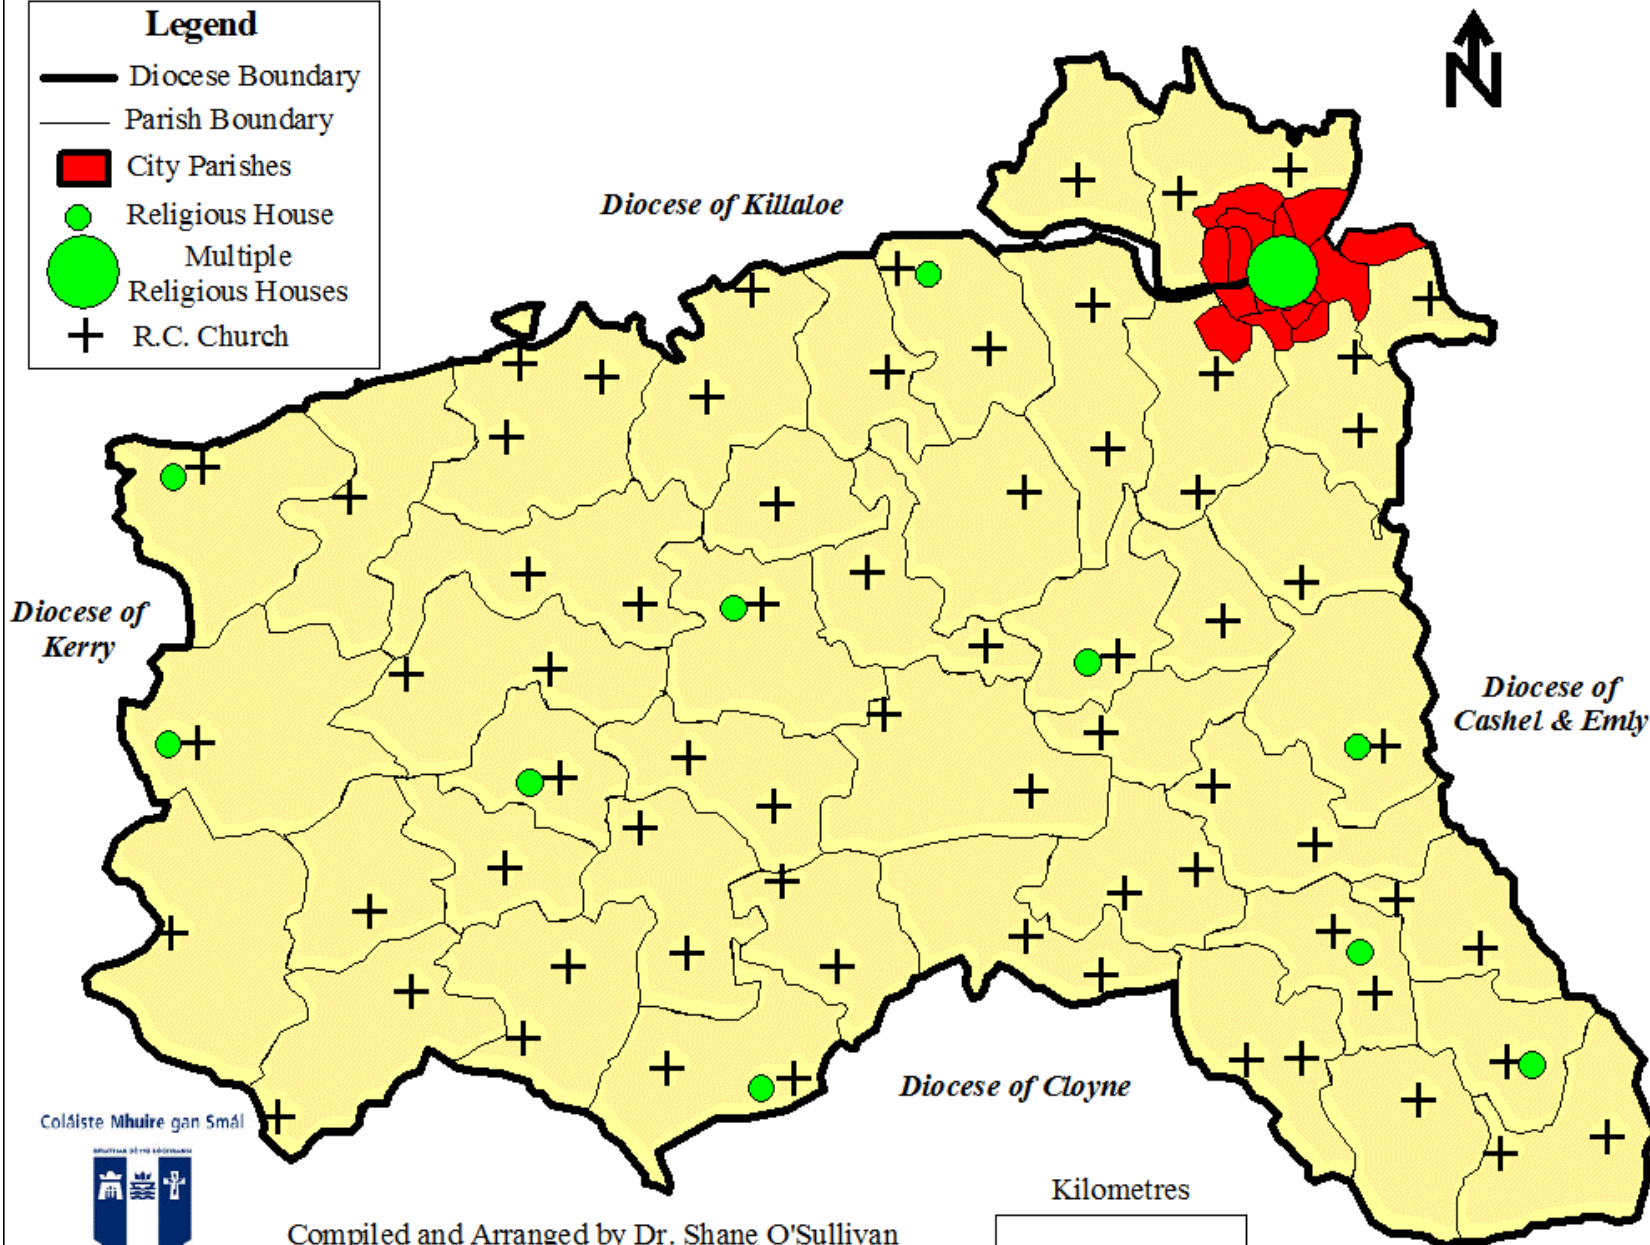 Legend
Diocese Boundary
Parish Boundary
City Parishes
Religious House
Multiple
Religious Houses
R.C. Church
N
Diocese of Killaloe
Diocese of
Kerry
Diocese of
Cashel & Emly
Diocese of Cloyne
Coláiste Mhuire gan Smál
Kilometres
Compiled and Arranged by Dr. Shane O'Sullivan